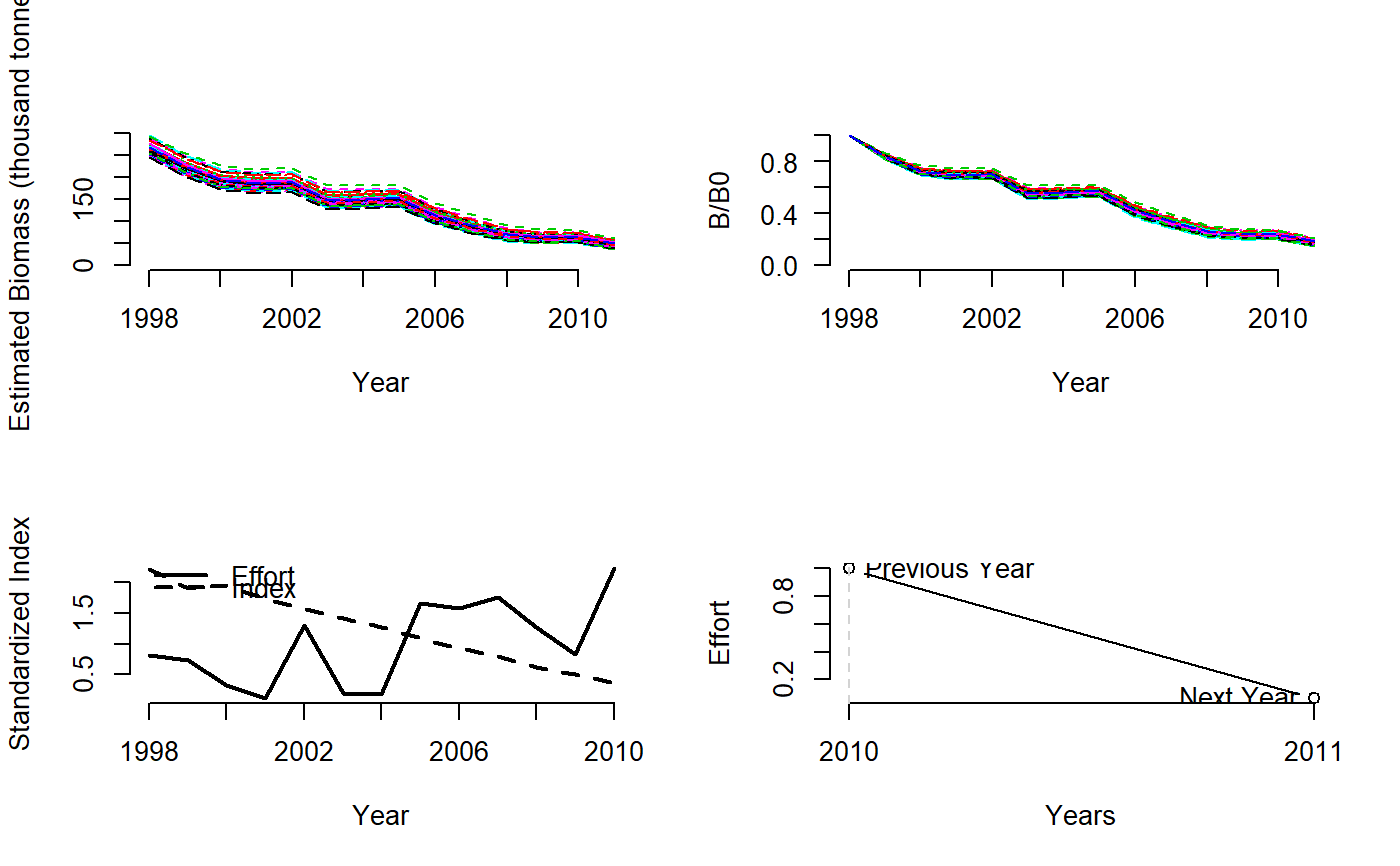 Estimated Biomass (thousand tonne
150
0
1998 2002 2006 2010
Year
B/B0
0.8
0.4
0.0
1998 2002 2006 2010
Year
Standardized Index
1.5
0.5
Effort
Index
1998 2002 2006 2010
Year
Effort
0.8
0.2
Previous Year
Next Year
2010 2011
Years